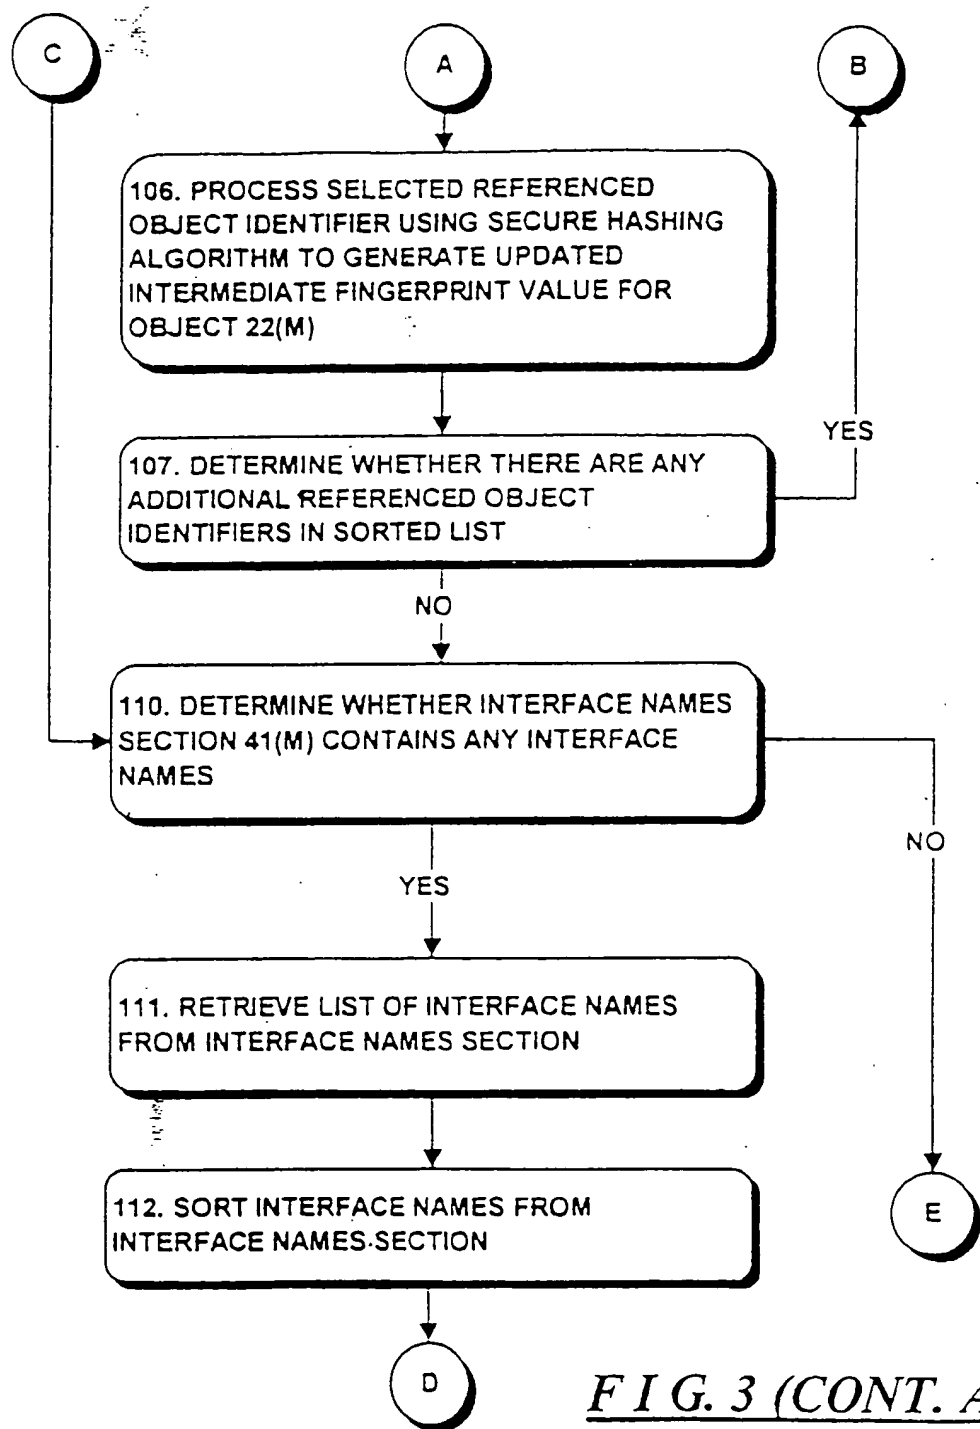 C
A
B
106. PROCESS SELECTED REFERENCED
OBJECT IDENTIFIER USING SECURE HASHING
ALGORITHM TO GENERATE UPDATED
INTERMEDIATE FINGERPRINT VALUE FOR
OBJECT 22(M)
YES
107. DETERMINE WHETHER THERE ARE ANY
ADDITIONAL REFERENCED OBJECT
IDENTIFIERS IN SORTED LIST
NO
110. DETERMINE WHETHER INTERFACE NAMES
SECTION 41(M) CONTAINS ANY INTERFACE
NAMES
NO
YES
111. RETRIEVE LIST OF INTERFACE NAMES
FROM INTERFACE NAMES SECTION
112. SORT INTERFACE NAMES FROM
INTERFACE NAMES SECTION
E
D
FIG. 3 (CONT. A